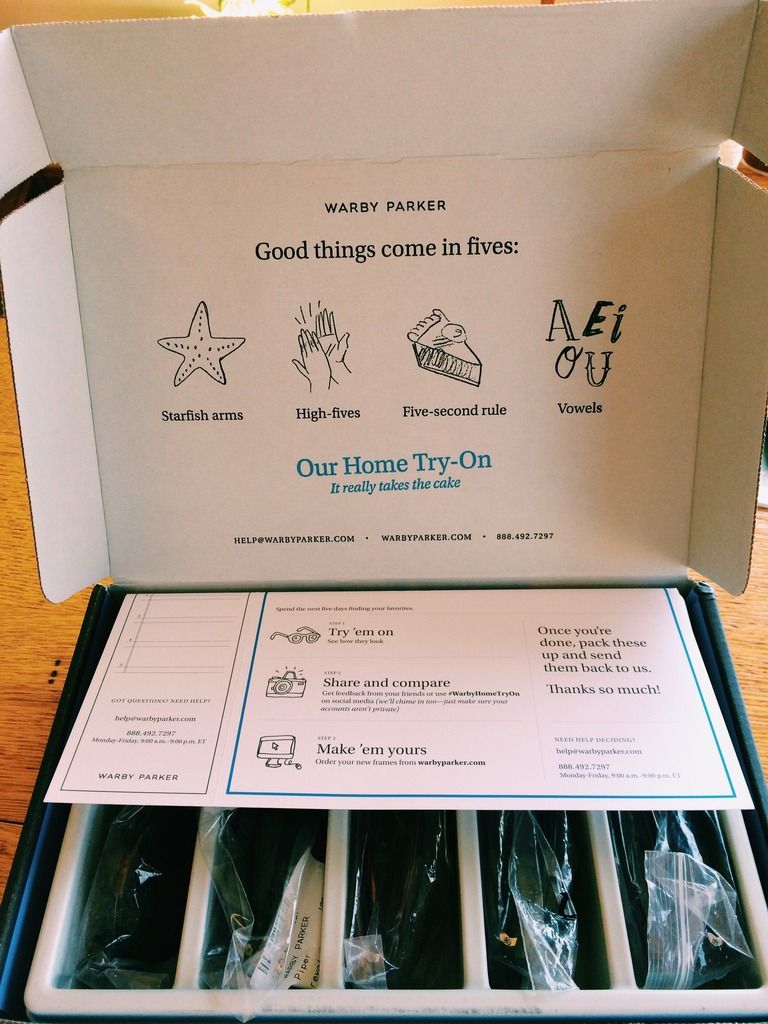 WARBY PARKER
Good things come in fives:
A E i
O U
Starfish arms
High-fives
Five-second rule
Vowels
Our Home Try-On
It really takes the cake
HELP@WARBYPARKER.COM • WARBYPARKER.COM • 888.492.7297
GOT QUESTIONS? NEED HELP?
help@warbyparker.com
888.492.7297
Monday-Friday, 9:00 a.m.-9:00 p.m. ET
WARBY PARKER
Spend the next five days finding your favorites.
STEP 1
Try 'em on
See how they look
STEP 2
Share and compare
Get feedback from your friends or use #WarbyHomeTryOn
on social media (we'll chime in too—just make sure your
accounts aren't private)
STEP 3
Make 'em yours
Order your new frames from warbyparker.com
Once you're
done, pack these
up and send
them back to us.
Thanks so much!
NEED HELP DECIDING?
help@warbyparker.com
888.492.7297
Monday-Friday, 9:00 a.m.-9:00 p.m. ET
WARBY PARKER
Piper